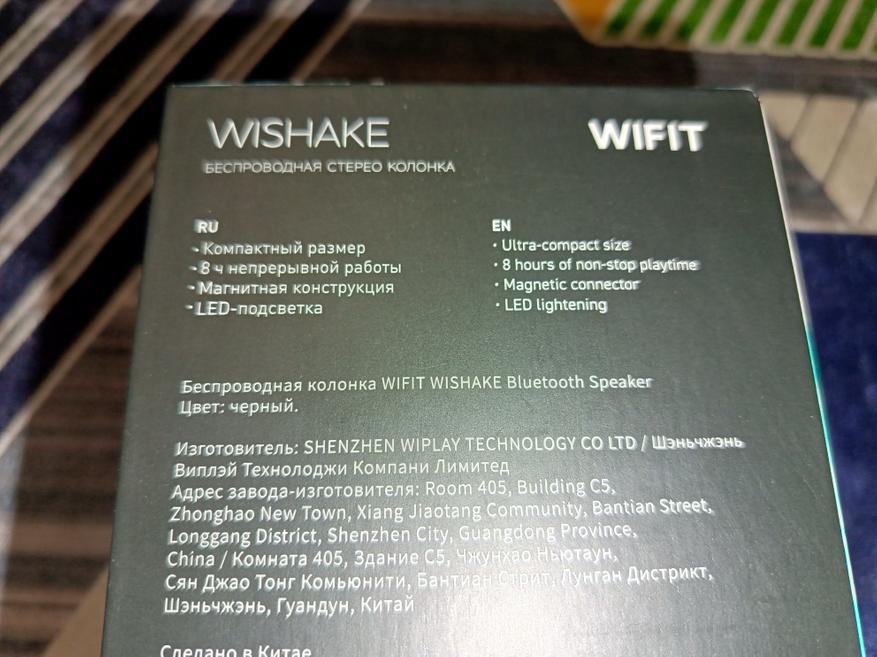 WISHAKE
WIFIT
БЕСПРОВОДНАЯ СТЕРЕО КОЛОНКА
RU
· Компактный размер
· 8 ч непрерывной работы
· Магнитная конструкция
· LED-подсветка
EN
· Ultra-compact size
· 8 hours of non-stop playtime
· Magnetic connector
· LED lightening
Беспроводная колонка WIFIT WISHAKE Bluetooth Speaker
Цвет: черный.
Изготовитель: SHENZHEN WIPLAY TECHNOLOGY CO LTD / Шэньчжэнь
Виплэй Технолоджи Компани Лимитед
Адрес завода-изготовителя: Room 405, Building C5,
Zhonghao New Town, Xiang Jiaotang Community, Bantian Street,
Longgang District, Shenzhen City, Guangdong Province,
China / Комната 405, Здание C5, Чжунхао Ньютаун,
Сян Джао Тонг Комьюнити, Бантиан Стрит, Лунган Дистрикт,
Шэньчжэнь, Гуандун, Китай
Сделано в Китае